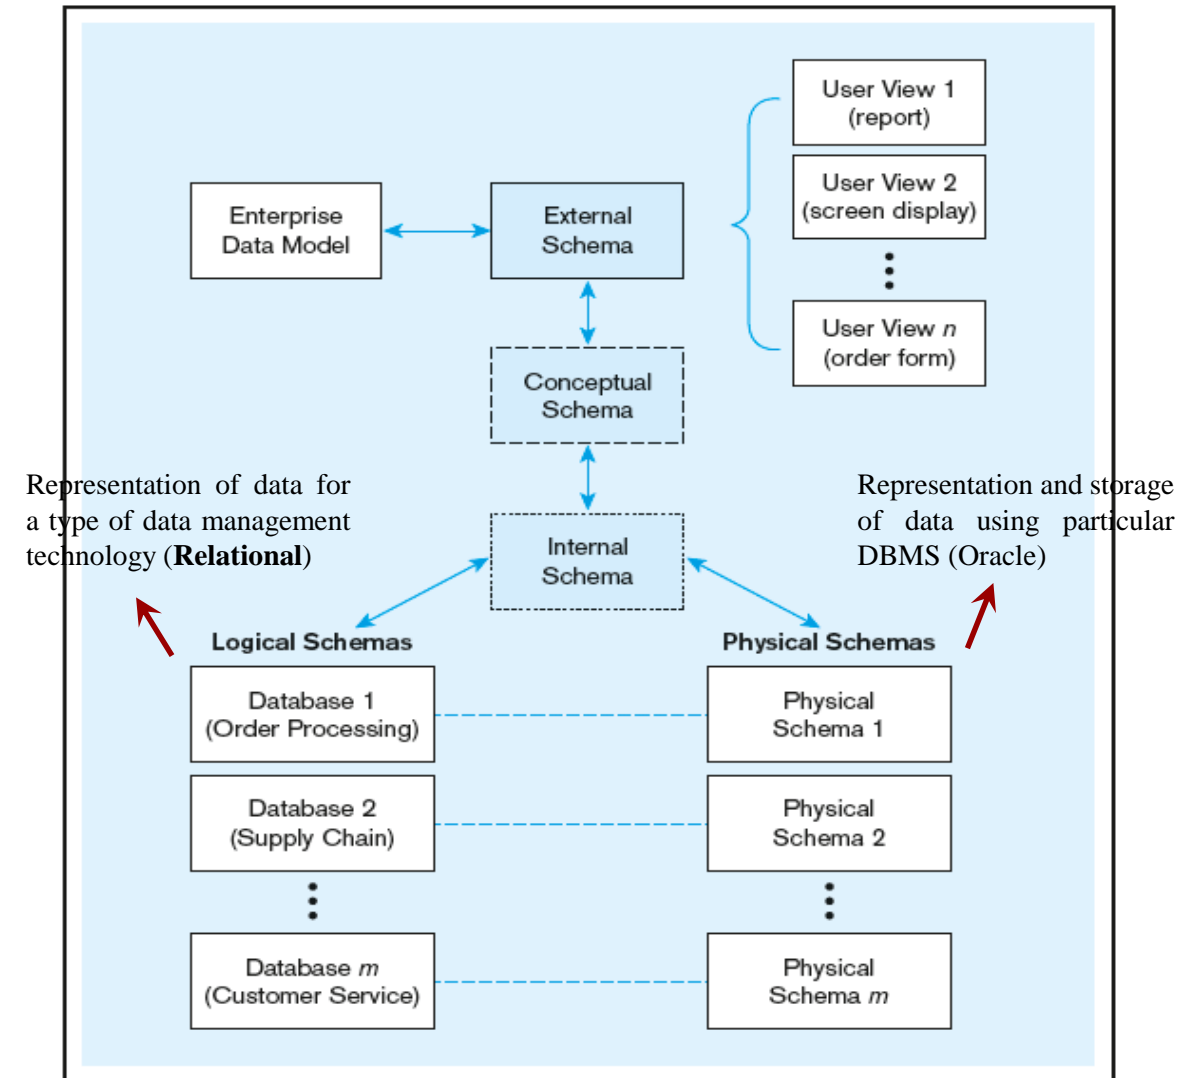 User View 1
(report)
User View 2
(screen display)
User View n
(order form)
Enterprise
Data Model
External
Schema
Conceptual
Schema
Representation of data for
a type of data management
technology (Relational)
Representation and storage
of data using particular
DBMS (Oracle)
Internal
Schema
Logical Schemas
Physical Schemas
Database 1
(Order Processing)
Physical
Schema 1
Database 2
(Supply Chain)
Physical
Schema 2
Database m
(Customer Service)
Physical
Schema m